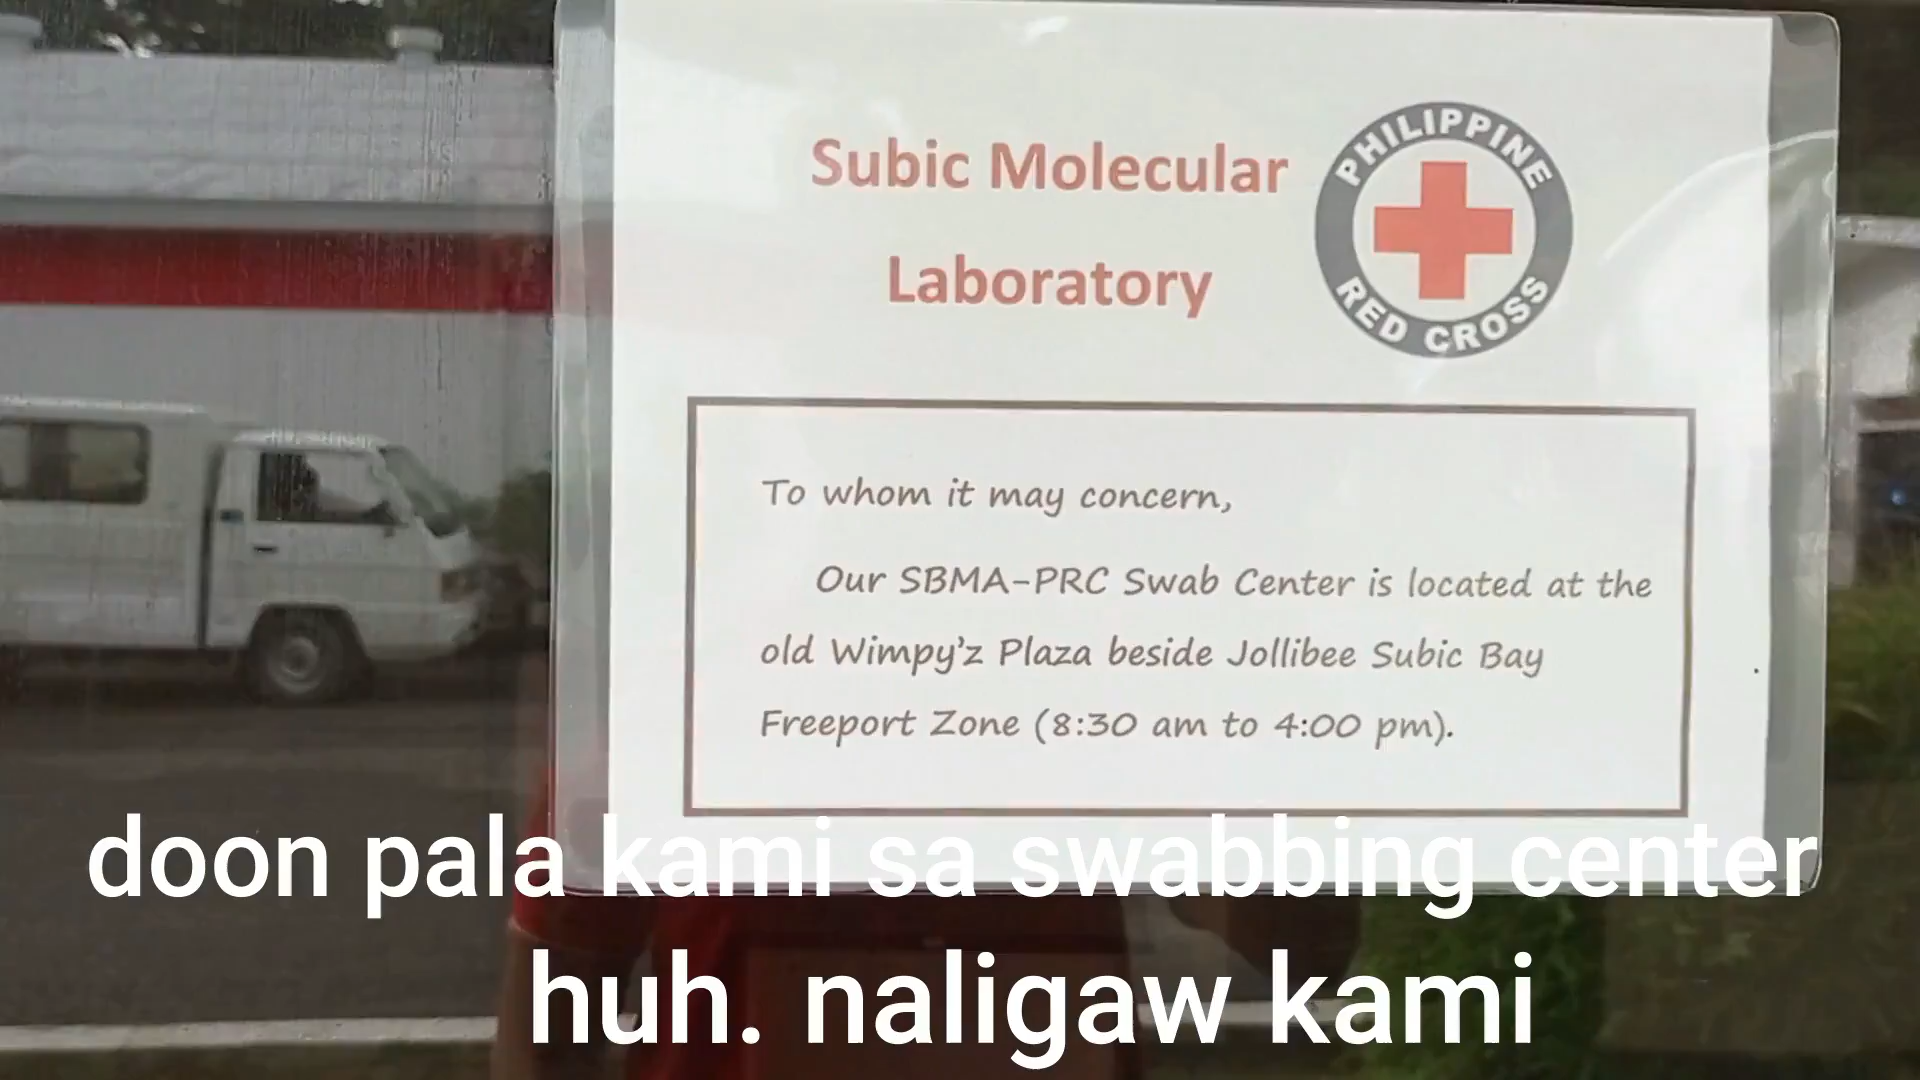 Subic Molecular
Laboratory
PHILIPPINE
RED CROSS
To whom it may concern,
Our SBMA-PRC Swab Center is located at the
old Wimpy'z Plaza beside Jollibee Subic Bay
Freeport Zone (8:30 am to 4:00 pm).
doon pala kami sa swabbing center
huh. naligaw kami